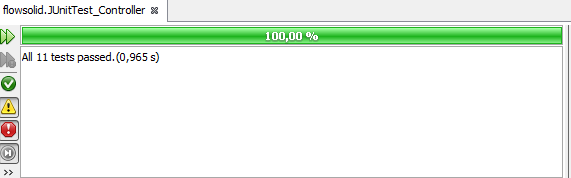 flowsolid.JUnitTest_Controller
100,00 %
All 11 tests passed.(0,965 s)
>>